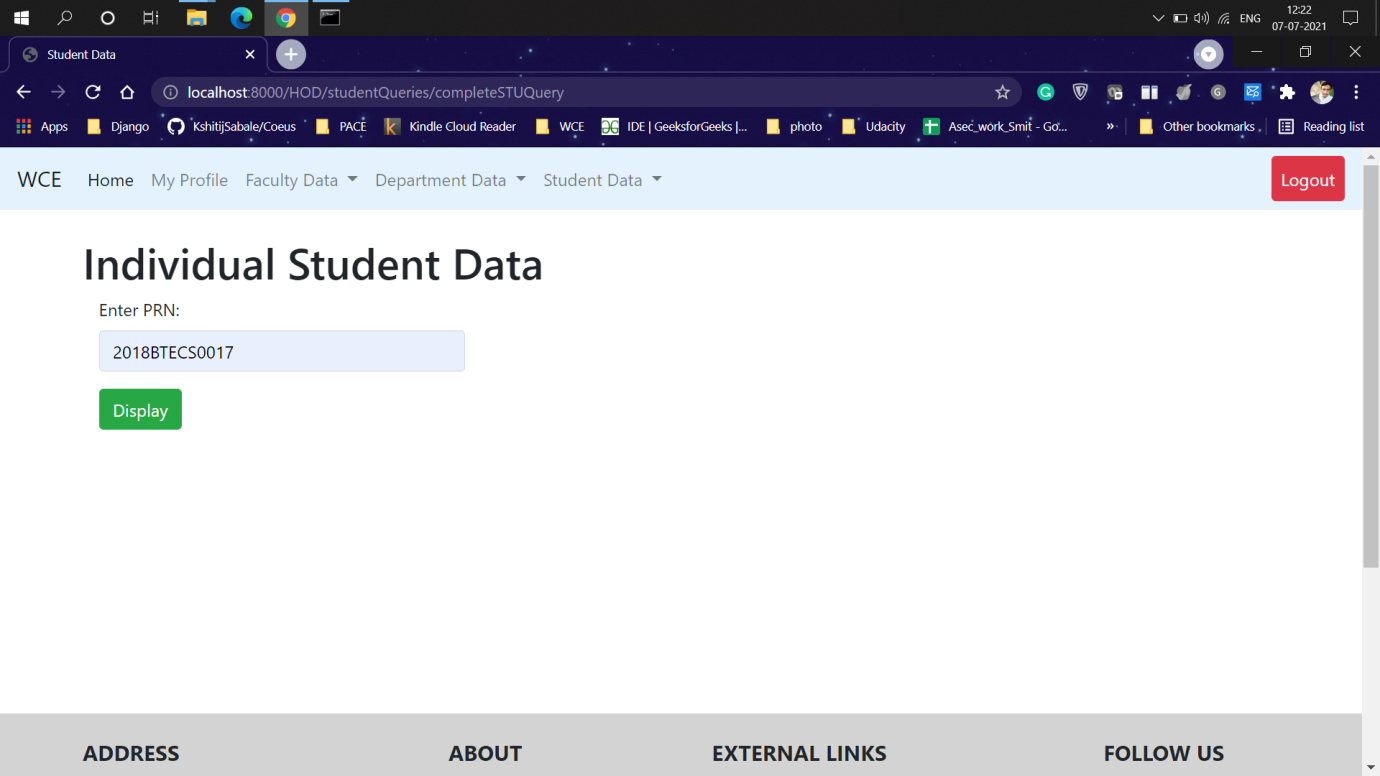 12:22
ENG
07-07-2021
Student Data
localhost:8000/HOD/studentQueries/completeSTUQuery
Apps Django KshitijSabale/Coeus PACE Kindle Cloud Reader WCE IDE | GeeksforGeeks |... photo Udacity Asec_work_Smit - Go... » Other bookmarks Reading list
WCE Home My Profile Faculty Data Department Data Student Data Logout
Individual Student Data
Enter PRN:
2018BTECS0017
Display
ADDRESS ABOUT EXTERNAL LINKS FOLLOW US